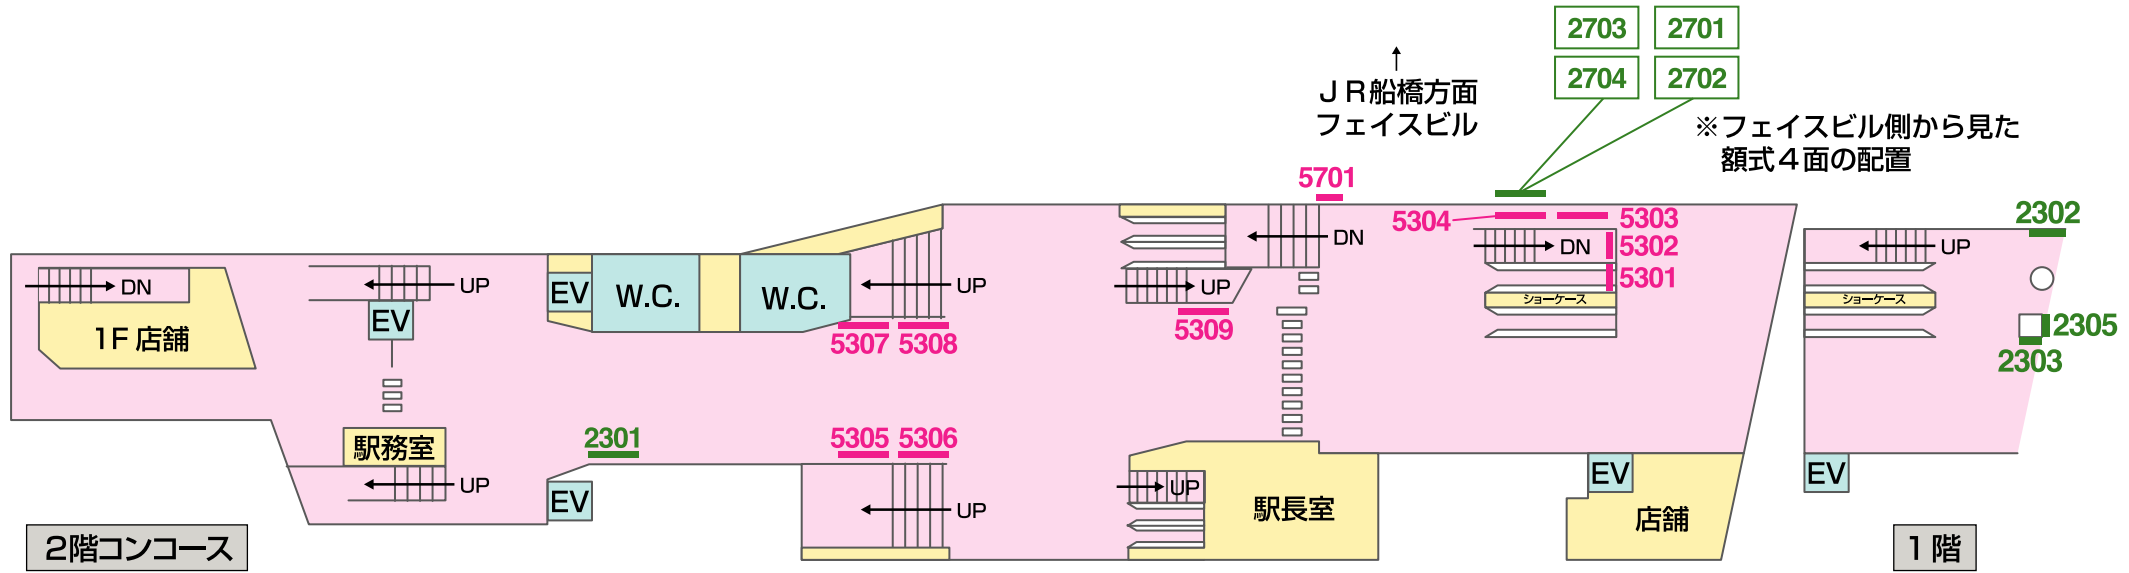 2703
2701
2704
2702
JR船橋方面
フェイスビル
※フェイスビル側から見た
額式4面の配置
5701
5304
5303
5302
5301
DN
DN
ショーケース
2302
UP
ショーケース
2305
2303
DN
1F店舗
UP
EV
EV
W.C.
W.C.
UP
5307
5308
UP
5309
駅務室
UP
2301
EV
5305
5306
UP
UP
駅長室
EV
店舗
EV
2階コンコース
1階